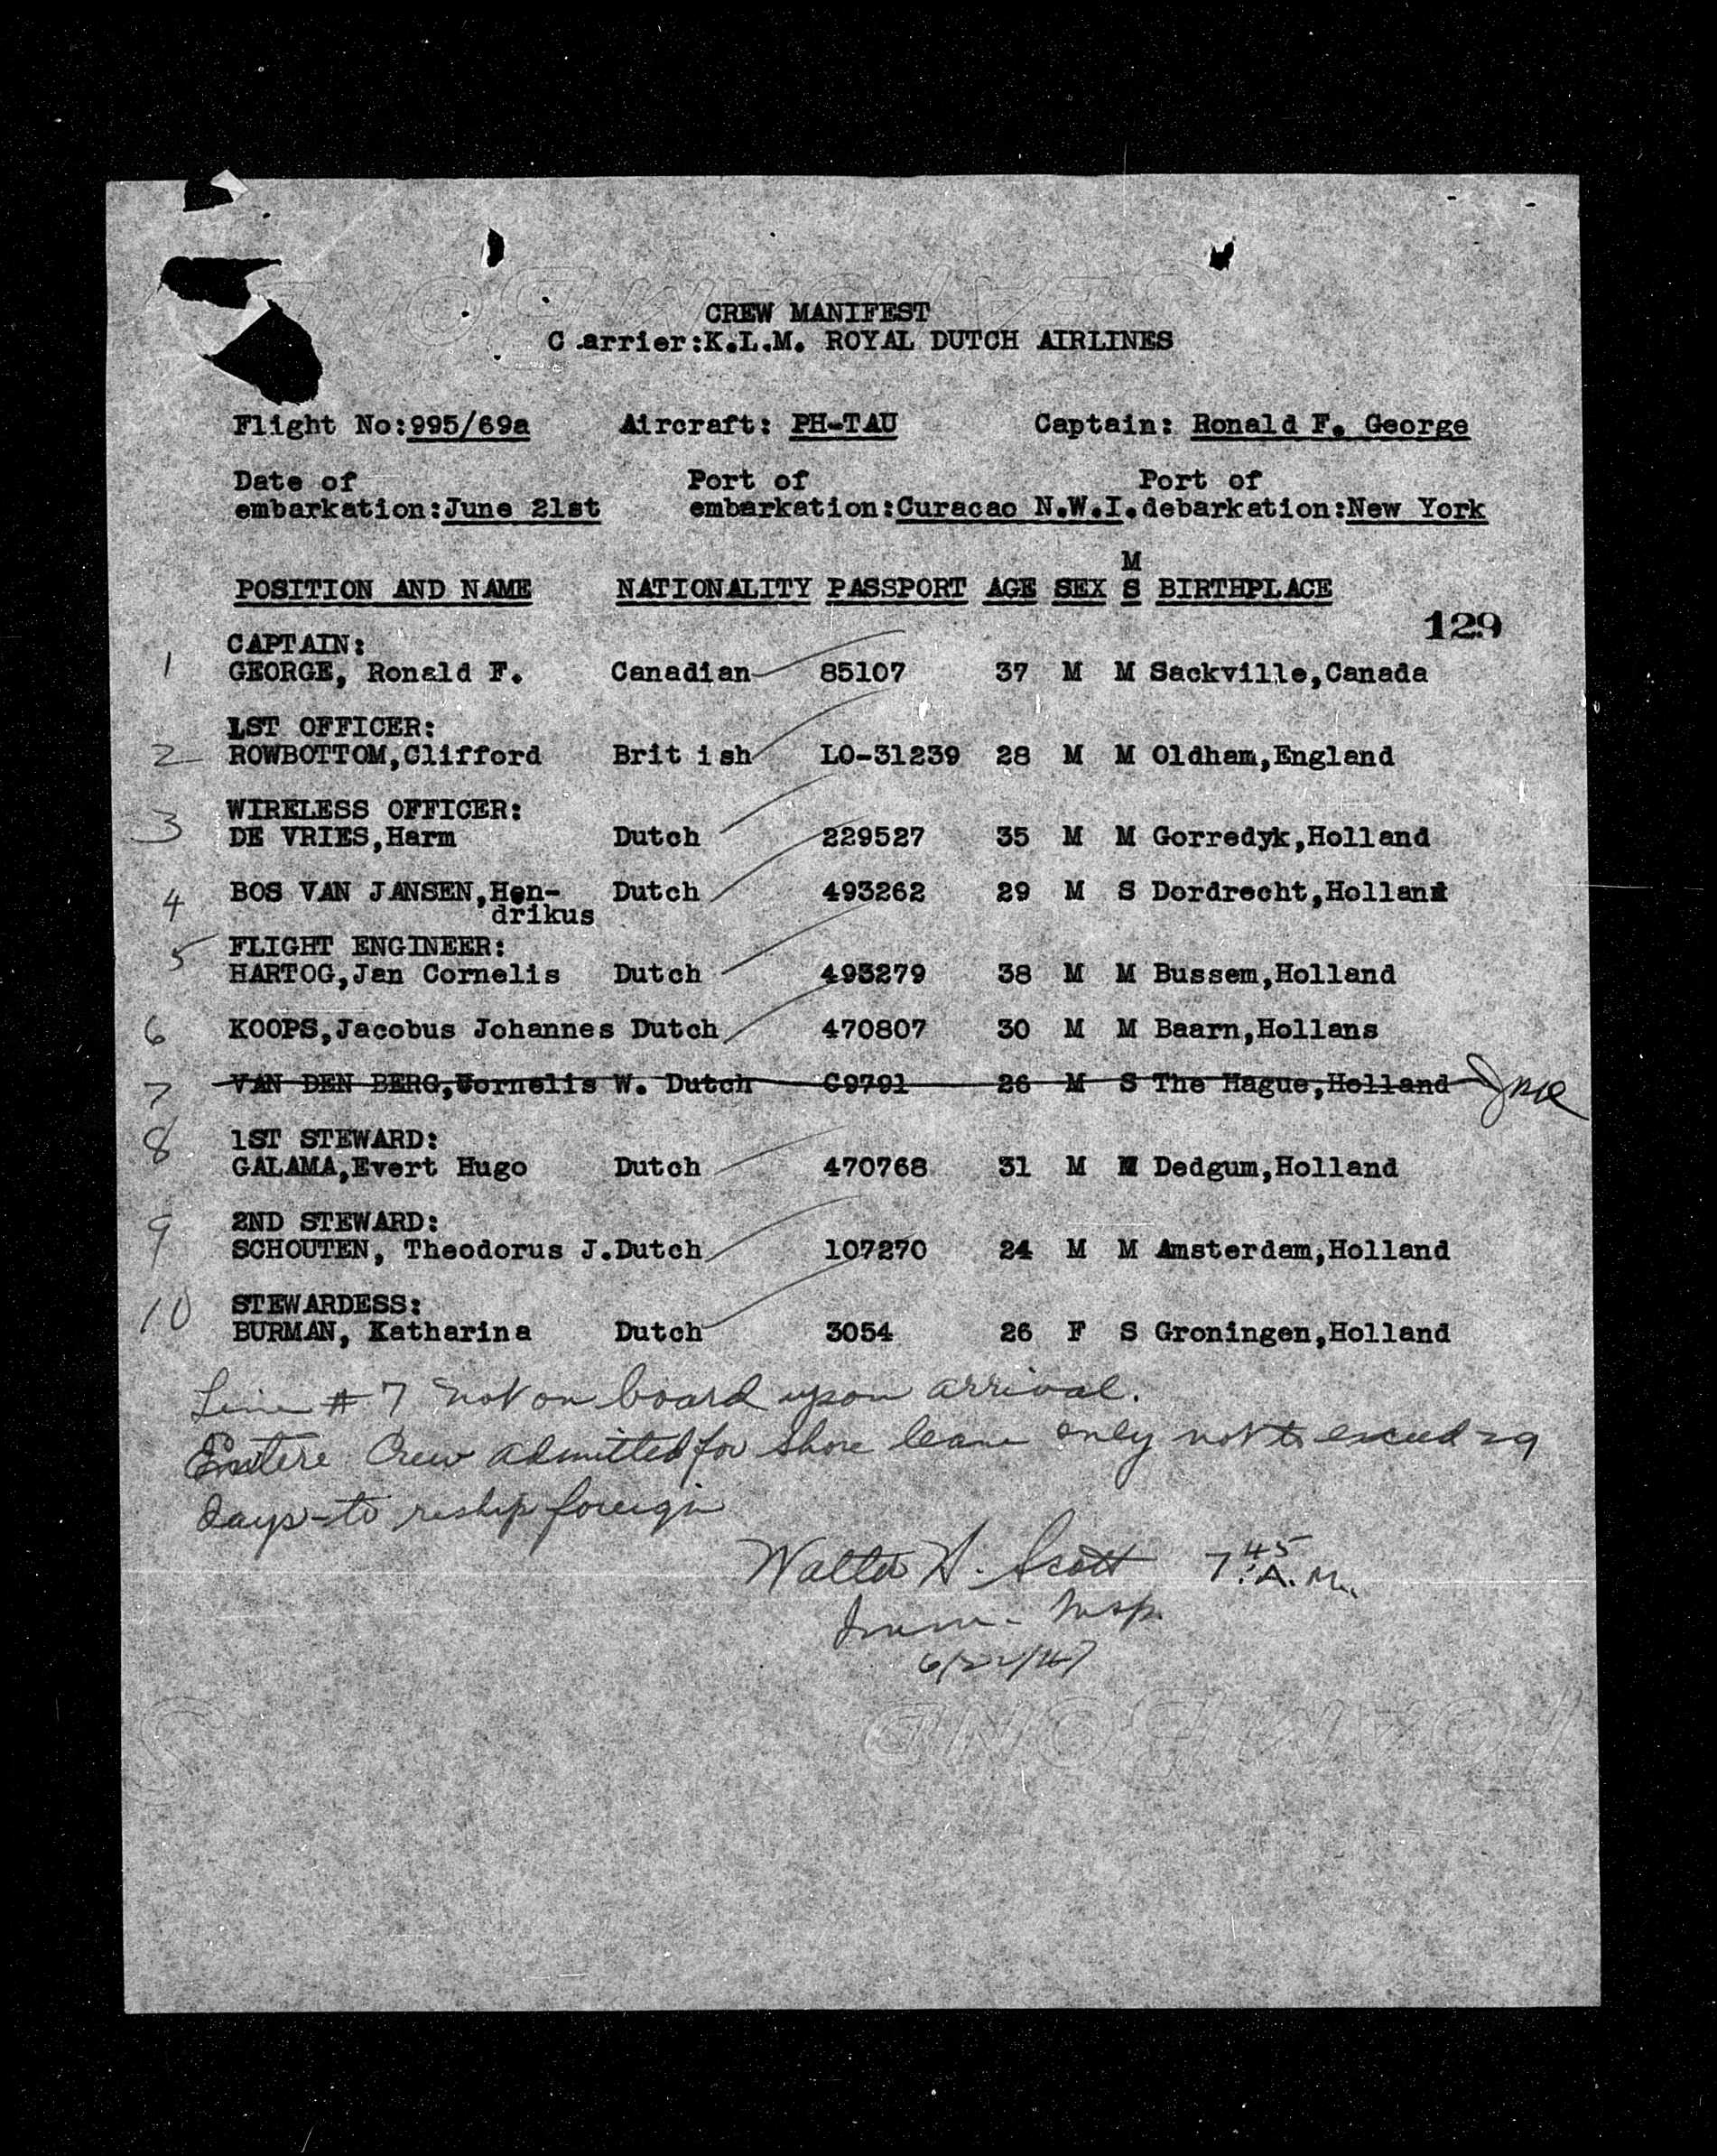 CREW MANIFEST
C arrier:K.L.M. ROYAL DUTCH AIRLINES
Flight No:995/69a Aircraft: PH-TAU Captain: Ronald F. George
Date of Port of Port of
embarkation:June 21st embarkation:Curacao N.W.I. debarkation:New York
M
POSITION AND NAME NATIONALITY PASSPORT AGE SEX S BIRTHPLACE
129
CAPTAIN:
1 GEORGE, Ronald F. Canadian 85107 37 M M Sackville,Canada
1ST OFFICER:
2 ROWBOTTOM,Clifford Brit ish LO-31239 28 M M Oldham,England
WIRELESS OFFICER:
3 DE VRIES,Harm Dutch 229527 35 M M Gorredyk,Holland
4 BOS VAN JANSEN,Hen- Dutch 493262 29 M S Dordrecht,Holland
drikus
5 FLIGHT ENGINEER:
HARTOG,Jan Cornelis Dutch 493279 38 M M Bussem,Holland
6 KOOPS,Jacobus Johannes Dutch 470807 30 M M Baarn,Hollans
7 VAN DEN BERG,Cornelis W. Dutch C9791 26 M S The Hague,Holland
8 1ST STEWARD:
GALAMA,Evert Hugo Dutch 470768 31 M M Dedgum,Holland
9 2ND STEWARD:
SCHOUTEN, Theodorus J.Dutch 107270 24 M M Amsterdam,Holland
10 STEWARDESS:
BURMAN, Katharina Dutch 3054 26 F S Groningen,Holland
Line # 7 not on board upon arrival.
Entire Crew admitted for shore leave only not to exceed 29
days-to reship foreign
Walter H. Scott 7:45 A.M.
Imm. Insp.
6/22/47
FOAM BOND